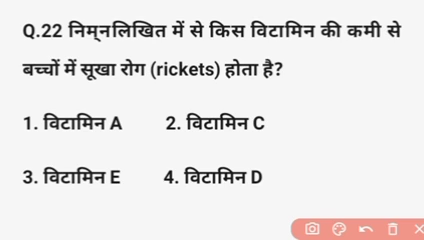 Q.22 निम्नलिखित में से किस विटामिन की कमी से
बच्चों में सूखा रोग (rickets) होता है?
1. विटामिन A 2. विटामिन C
3. विटामिन E 4. विटामिन D